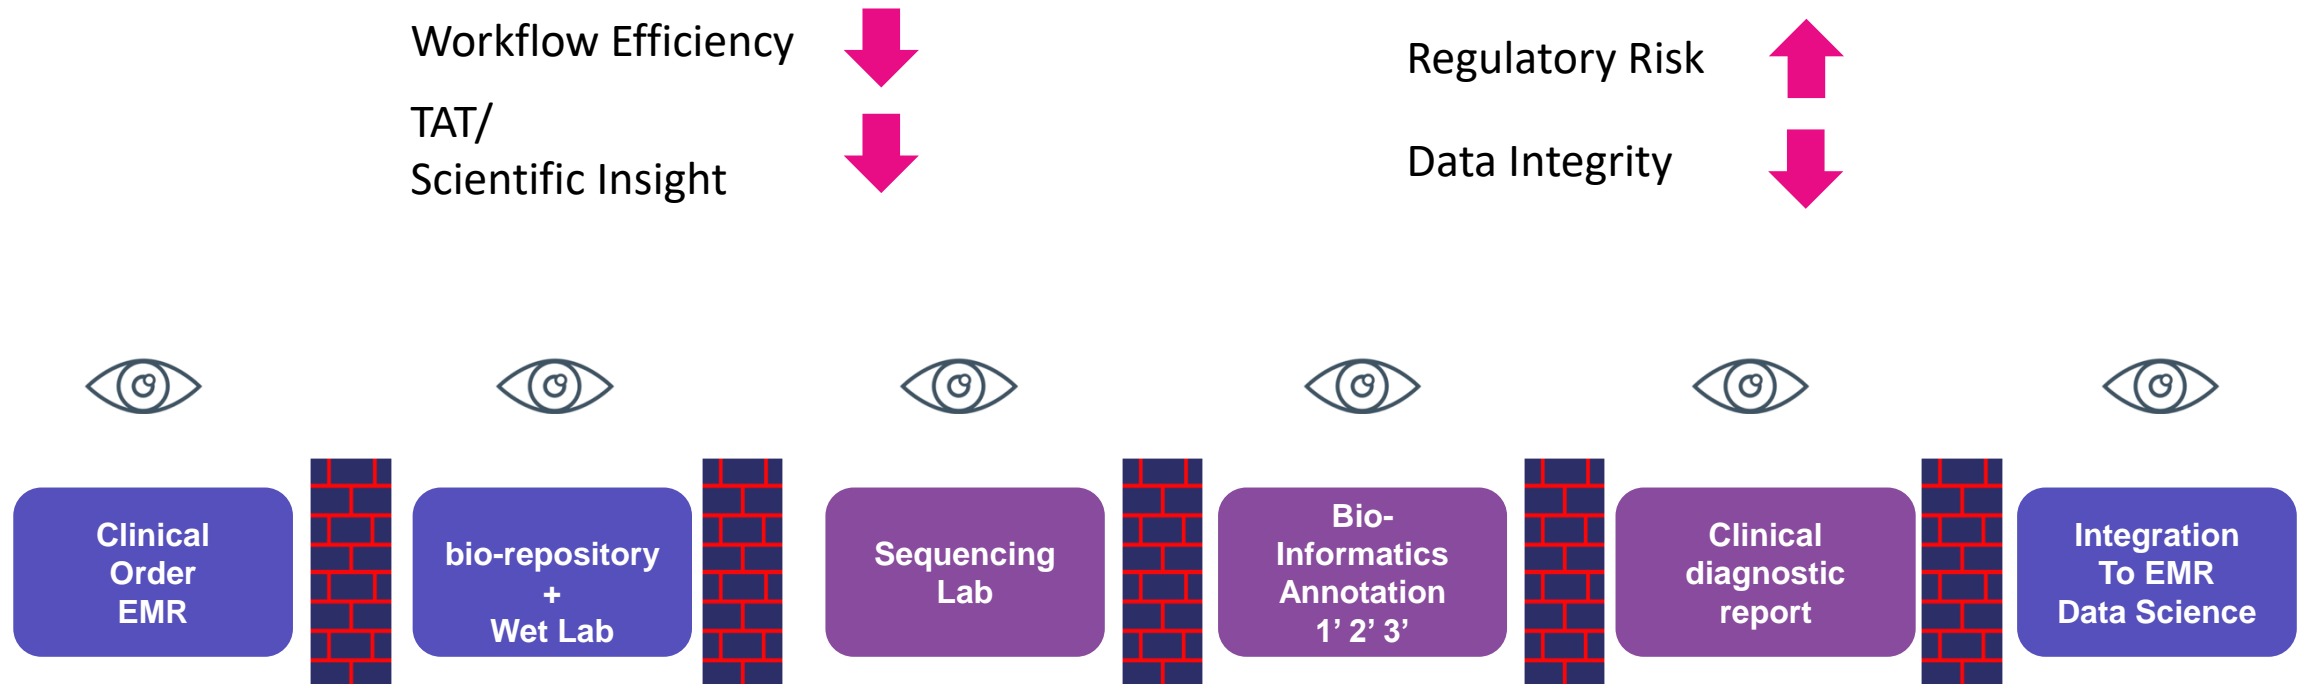 Workflow Efficiency
TAT/
Scientific Insight
Regulatory Risk
Data Integrity
Clinical
Order
EMR
bio-repository
+
Wet Lab
Sequencing
Lab
Bio-
Informatics
Annotation
1’ 2’ 3’
Clinical
diagnostic
report
Integration
To EMR
Data Science